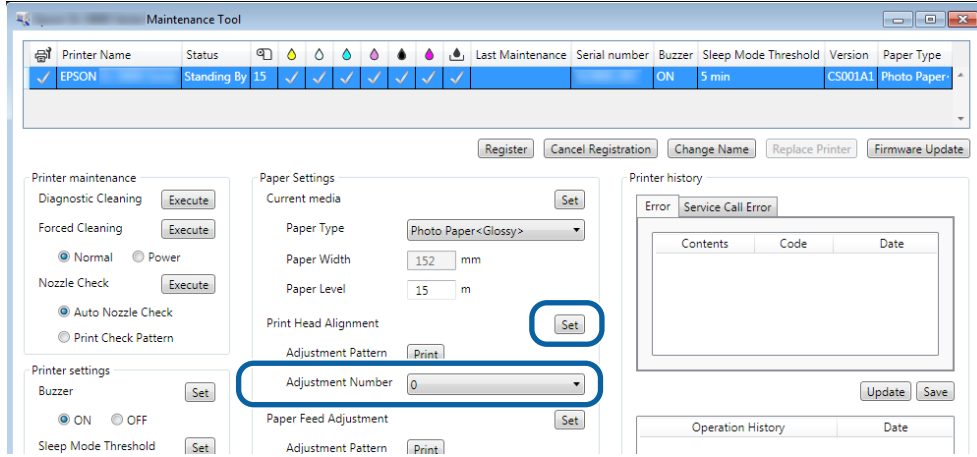 Maintenance Tool
Printer Name Status Last Maintenance Serial number Buzzer Sleep Mode Threshold Version Paper Type
EPSON Standing By 15 ON 5 min CS001A1 Photo Paper
Register Cancel Registration Change Name Replace Printer Firmware Update
Printer maintenance
Diagnostic Cleaning Execute
Forced Cleaning Execute
Normal Power
Nozzle Check Execute
Auto Nozzle Check
Print Check Pattern
Printer settings
Buzzer Set
ON OFF
Sleep Mode Threshold Set
Paper Settings
Current media Set
Paper Type Photo Paper<Glossy>
Paper Width 152 mm
Paper Level 15 m
Print Head Alignment Set
Adjustment Pattern Print
Adjustment Number 0
Paper Feed Adjustment Set
Adjustment Pattern Print
Printer history
Error Service Call Error
Contents Code Date
Update Save
Operation History Date